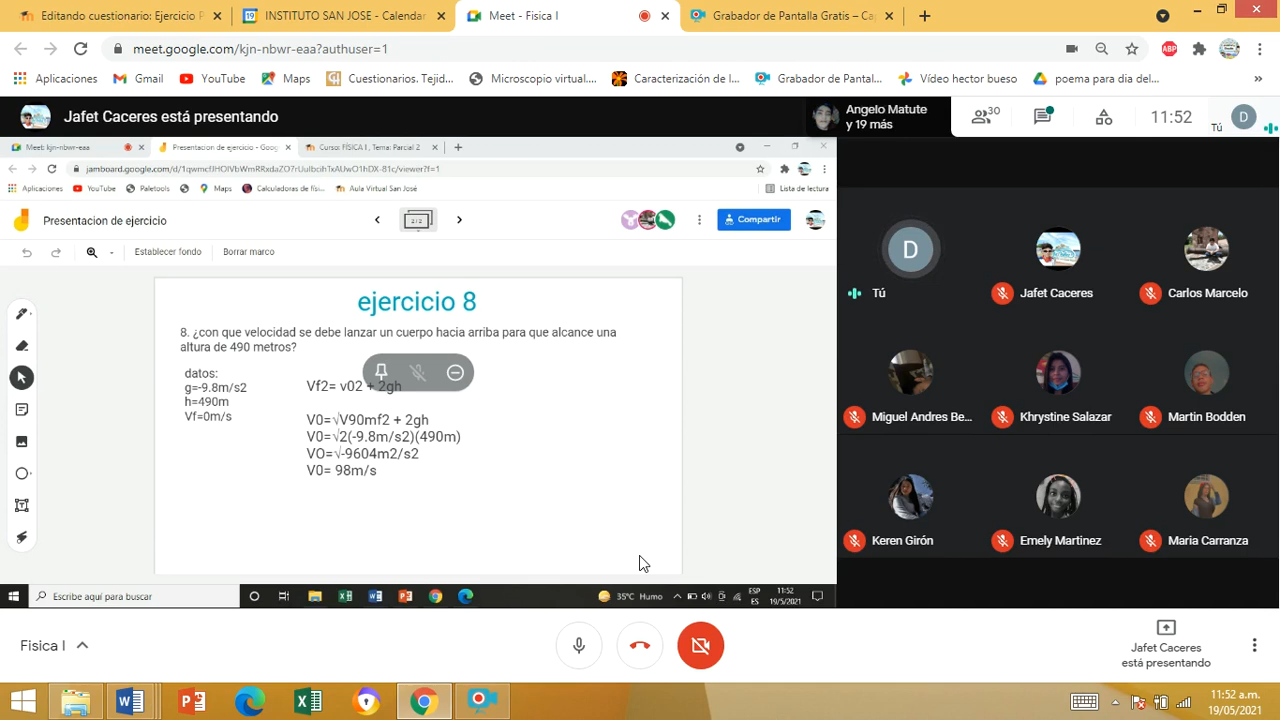 Editando cuestionario: Ejercicio P
INSTITUTO SAN JOSE - Calendar
Meet - Fisica I
Grabador de Pantalla Gratis – Ca
meet.google.com/kjn-nbwr-eaa?authuser=1
ABP
Aplicaciones
Gmail
YouTube
Maps
Cuestionarios. Tejid...
Microscopio virtual....
Caracterización de l...
Grabador de Pantal...
Vídeo hector bueso
poema para dia del...
Jafet Caceres está presentando
Angelo Matute
y 19 más
30
11:52
Tú
D
Meet: kjn-nbwr-eaa
Presentacion de ejercicio - Goog
Curso: FÍSICA I , Tema: Parcial 2
Aplicaciones
YouTube
Paletools
Maps
Calculadoras de físi...
Aula Virtual San José
Lista de lectura
Presentacion de ejercicio
2 / 2
Compartir
Establecer fondo
Borrar marco
ejercicio 8
8. ¿con que velocidad se debe lanzar un cuerpo hacia arriba para que alcance una
altura de 490 metros?
datos:
g=-9.8m/s2
h=490m
Vf=0m/s
Vf2= v02 + 2gh
V0=√V90mf2 + 2gh
V0=√2(-9.8m/s2)(490m)
VO=√-9604m2/s2
V0= 98m/s
D
Tú
Jafet Caceres
Carlos Marcelo
Miguel Andres Be...
Khrystine Salazar
Martin Bodden
Keren Girón
Emely Martinez
María Carranza
Escribe aquí para buscar
35°C Humo
ESP
ES
11:52
19/5/2021
Fisica I
Jafet Caceres
está presentando
11:52 a.m.
19/05/2021